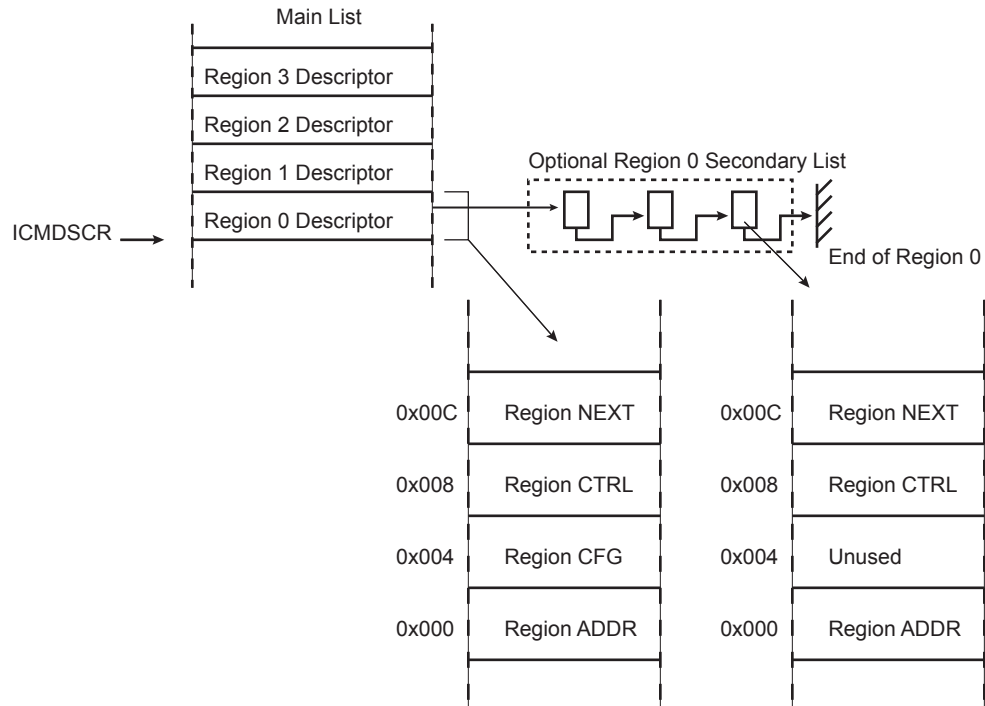 Main List
Region 3 Descriptor
Region 2 Descriptor
Region 1 Descriptor
Optional Region 0 Secondary List
Region 0 Descriptor
ICMDSCR
End of Region 0
0x00C Region NEXT
0x00C Region NEXT
0x008 Region CTRL
0x008 Region CTRL
0x004 Region CFG
0x004 Unused
0x000 Region ADDR
0x000 Region ADDR